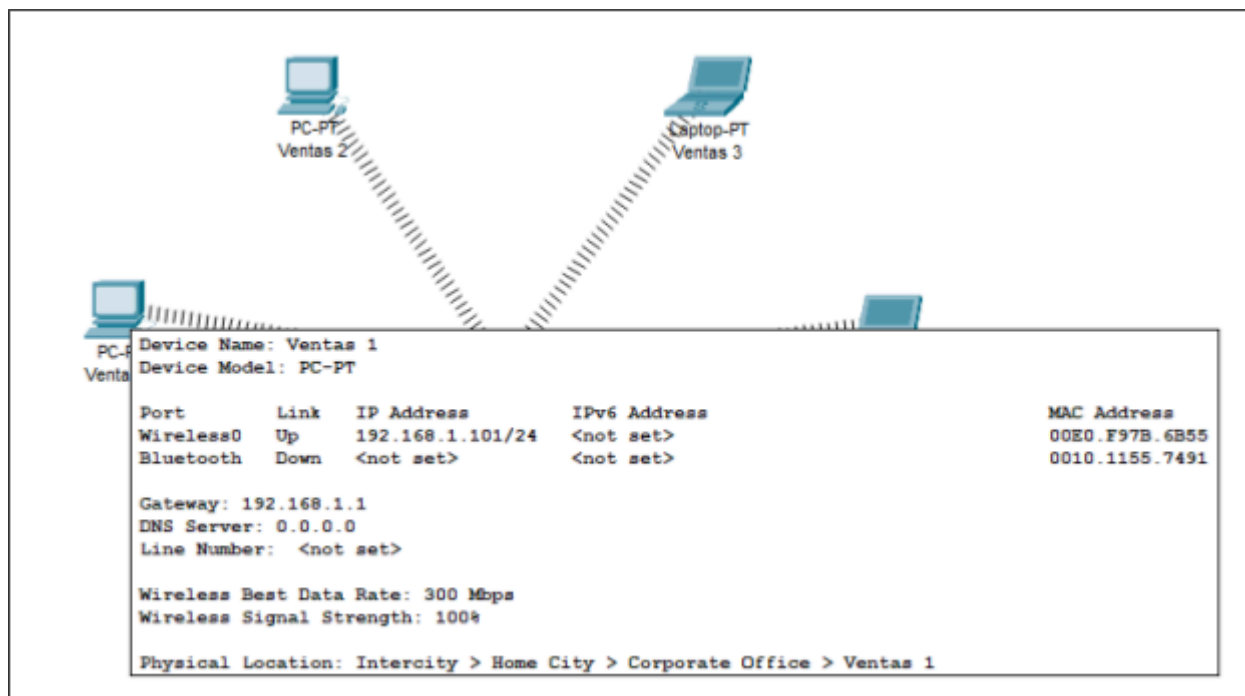 PC-PT
Ventas 2
Laptop-PT
Ventas 3
PC-P
Venta
Device Name: Ventas 1
Device Model: PC-PT
Port Link IP Address IPv6 Address MAC Address
Wireless0 Up 192.168.1.101/24 <not set> 00E0.F97B.6B55
Bluetooth Down <not set> <not set> 0010.1155.7491
Gateway: 192.168.1.1
DNS Server: 0.0.0.0
Line Number: <not set>
Wireless Best Data Rate: 300 Mbps
Wireless Signal Strength: 100%
Physical Location: Intercity > Home City > Corporate Office > Ventas 1